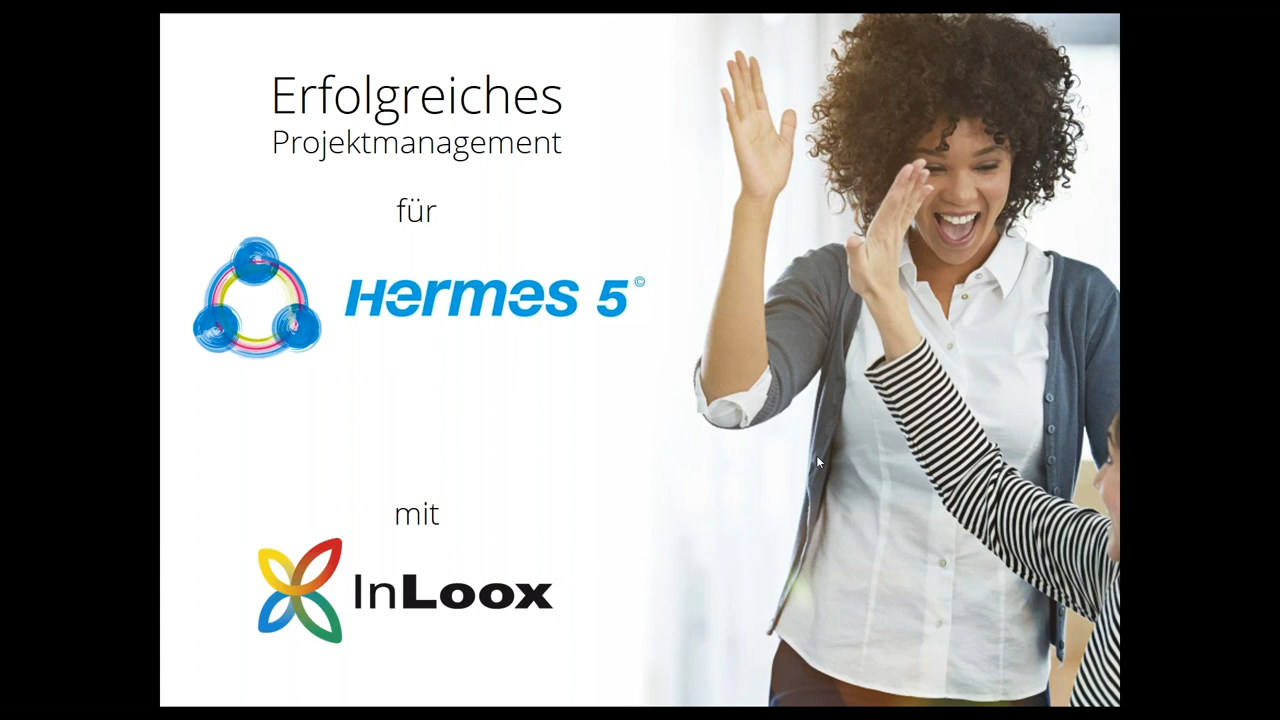 Erfolgreiches
Projektmanagement
für
Hermes 5©
mit
InLoox